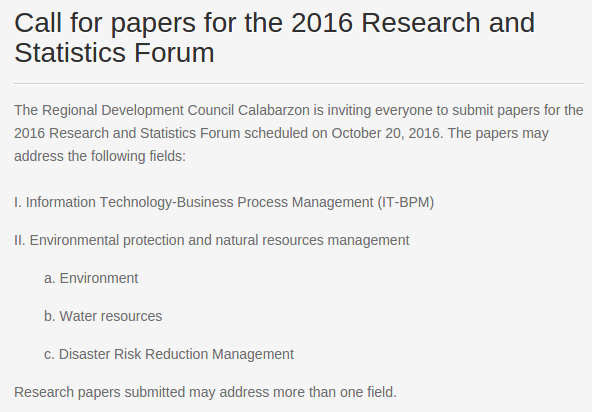 Call for papers for the 2016 Research and
Statistics Forum
The Regional Development Council Calabarzon is inviting everyone to submit papers for the
2016 Research and Statistics Forum scheduled on October 20, 2016. The papers may
address the following fields:
I. Information Technology-Business Process Management (IT-BPM)
II. Environmental protection and natural resources management
a. Environment
b. Water resources
c. Disaster Risk Reduction Management
Research papers submitted may address more than one field.